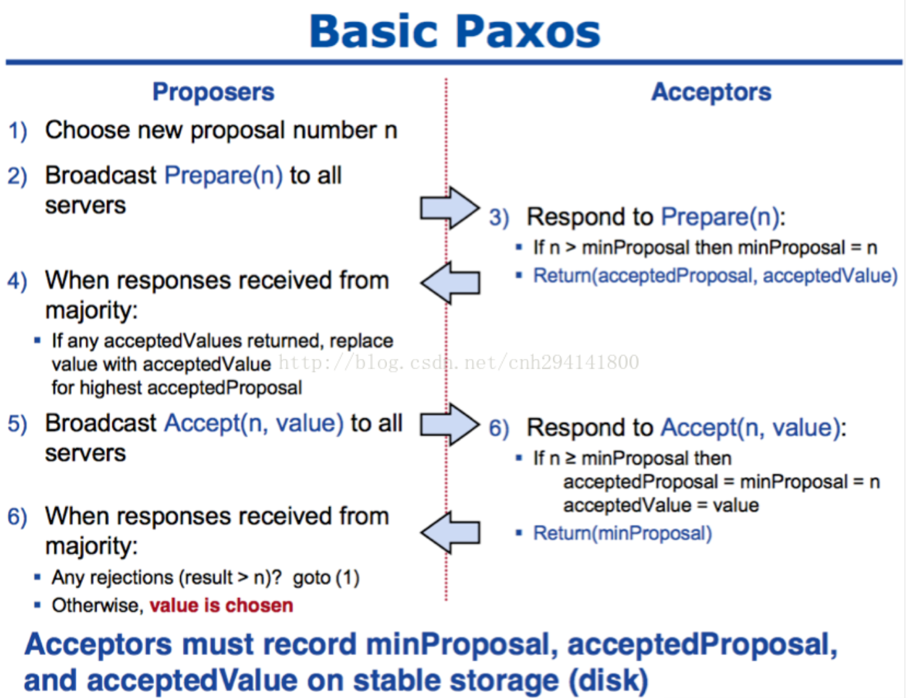 Basic Paxos
Proposers
1) Choose new proposal number n
2) Broadcast Prepare(n) to all
servers
4) When responses received from
majority:
▪ If any acceptedValues returned, replace
value with acceptedValue
for highest acceptedProposal
5) Broadcast Accept(n, value) to all
servers
6) When responses received from
majority:
▪ Any rejections (result > n)? goto (1)
▪ Otherwise, value is chosen
Acceptors
3) Respond to Prepare(n):
▪ If n > minProposal then minProposal = n
▪ Return(acceptedProposal, acceptedValue)
6) Respond to Accept(n, value):
▪ If n ≥ minProposal then
acceptedProposal = minProposal = n
acceptedValue = value
▪ Return(minProposal)
http://blog.csdn.net/cnh294141800
Acceptors must record minProposal, acceptedProposal,
and acceptedValue on stable storage (disk)